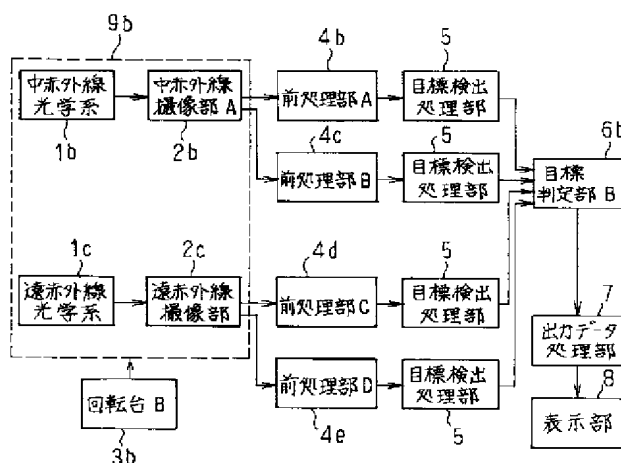 9b
4b
5
中赤外線
光学系
中赤外線
撮像部 A
前処理部 A
目標検出
処理部
1b
2b
4c
5
6b
前処理部 B
目標検出
処理部
目標
判定部 B
1c
2c
4d
5
遠赤外線
光学系
遠赤外線
撮像部
前処理部 C
目標検出
処理部
7
出力データ
処理部
回転台 B
前処理部 D
目標検出
処理部
8
表示部
3b
4e
5